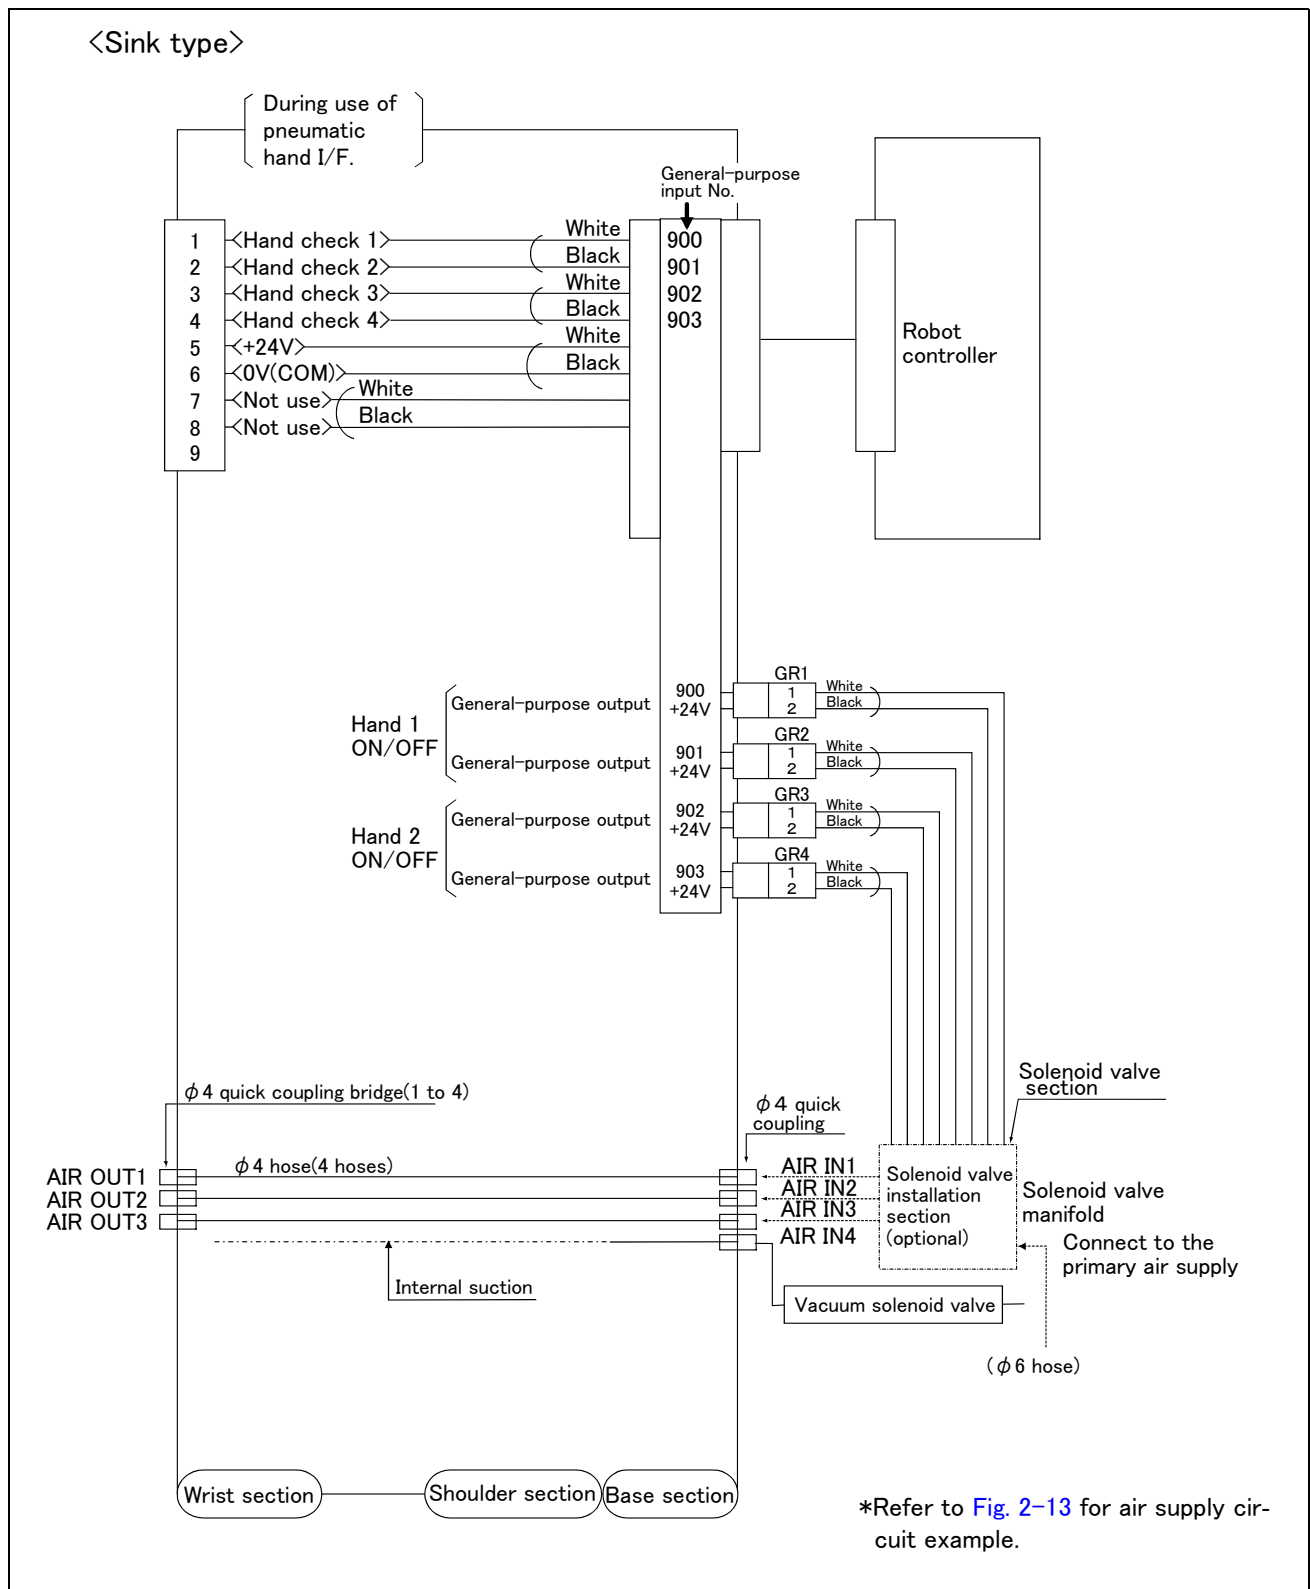 <Sink type>
During use of
pneumatic
hand I/F.
General-purpose
input No.
1 <Hand check 1> White 900
2 <Hand check 2> Black 901
3 <Hand check 3> White 902
4 <Hand check 4> Black 903
5 <+24V> White
6 <0V(COM)> Black
7 <Not use> White
8 <Not use> Black
9
Robot
controller
Hand 1
ON/OFF
General-purpose output 900
+24V
GR1
1 White
2 Black
General-purpose output 901
+24V
GR2
1 White
2 Black
Hand 2
ON/OFF
General-purpose output 902
+24V
GR3
1 White
2 Black
General-purpose output 903
+24V
GR4
1 White
2 Black
Solenoid valve
section
φ4 quick coupling bridge(1 to 4)
φ4 quick
coupling
AIR OUT1
AIR OUT2
AIR OUT3
φ4 hose(4 hoses)
AIR IN1
AIR IN2
AIR IN3
AIR IN4
Solenoid valve
installation
section
(optional)
Solenoid valve
manifold
Connect to the
primary air supply
Internal suction
Vacuum solenoid valve
(φ6 hose)
Wrist section
Shoulder section
Base section
*Refer to Fig. 2-13 for air supply cir-
cuit example.